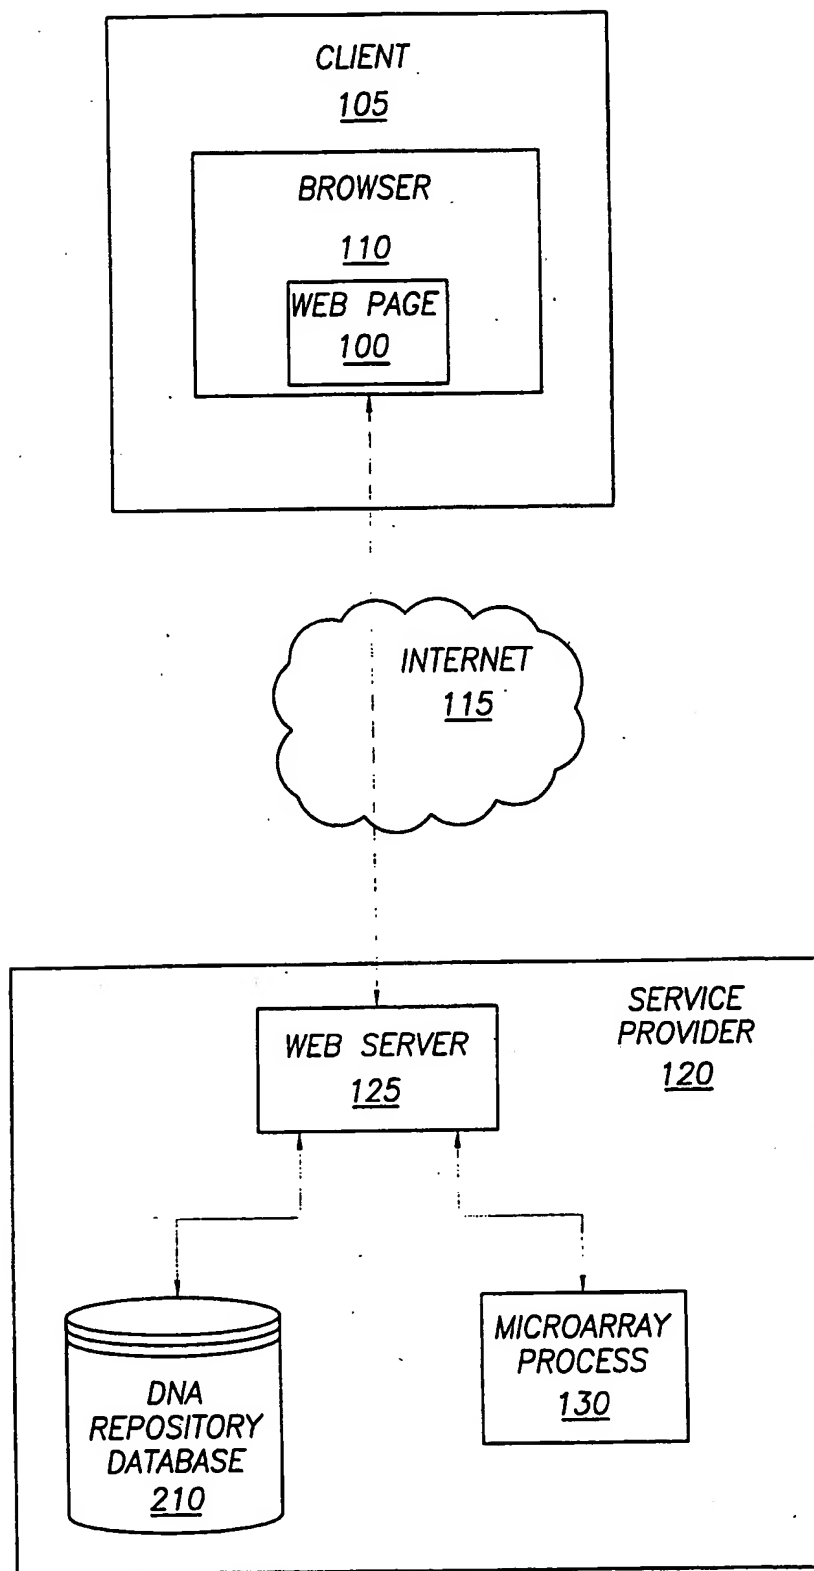 CLIENT
105
BROWSER
110
WEB PAGE
100
INTERNET
115
SERVICE
PROVIDER
120
WEB SERVER
125
DNA
REPOSITORY
DATABASE
210
MICROARRAY
PROCESS
130